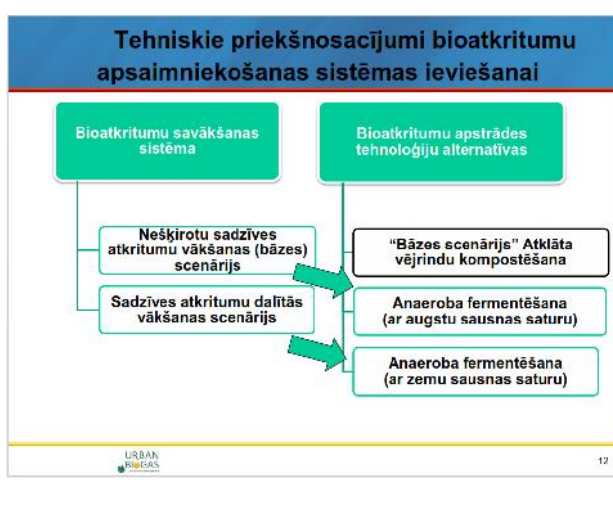 Tehniskie priekšnosacījumi bioatkritumu
apsaimniekošanas sistēmas ieviešanai
Bioatkritumu savākšanas
sistēma
Nešķirotu sadzīves
atkritumu vākšanas (bāzes)
scenārijs
Sadzīves atkritumu dalītās
vākšanas scenārijs
Bioatkritumu apstrādes
tehnoloģiju alternatīvas
“Bāzes scenārijs” Atklāta
vējrindu kompostēšana
Anaeroba fermentēšana
(ar augstu sausnas saturu)
Anaeroba fermentēšana
(ar zemu sausnas saturu)
URBAN
BIOGAS
12